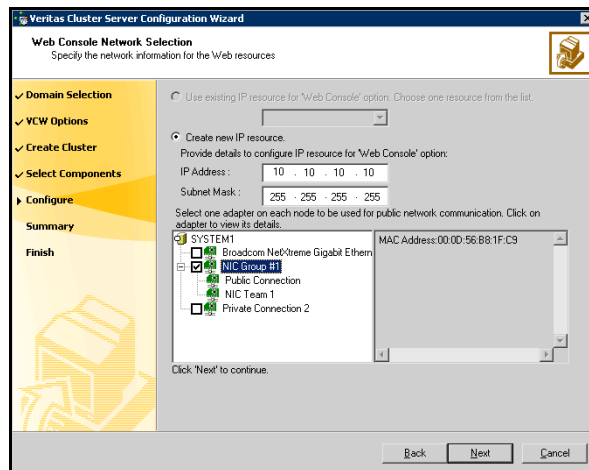 Veritas Cluster Server Configuration Wizard
Web Console Network Selection
Specify the network information for the Web resources
Domain Selection
VCW Options
Create Cluster
Select Components
Configure
Summary
Finish
Use existing IP resource for 'Web Console' option. Choose one resource from the list.
Create new IP resource.
Provide details to configure IP resource for 'Web Console' option:
IP Address : 10 . 10 . 10 . 10
Subnet Mask : 255 . 255 . 255 . 255
Select one adapter on each node to be used for public network communication. Click on
adapter to view its details.
SYSTEM1
Broadcom NetXtreme Gigabit Ethern
NIC Group #1
Public Connection
NIC Team 1
Private Connection 2
MAC Address:00:0D:56:B8:1F:C9
Click 'Next' to continue.
Back Next Cancel